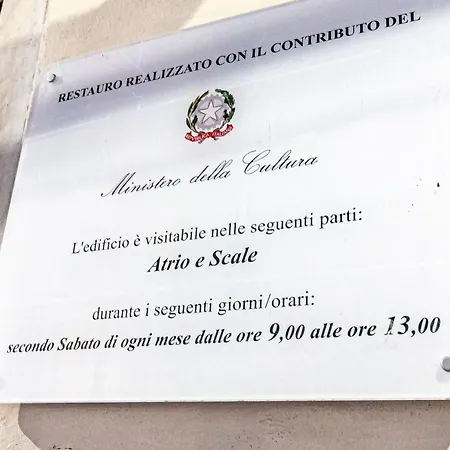 RESTAURO REALIZZATO CON IL CONTRIBUTO DEL
Ministero della Cultura
L'edificio è visitabile nelle seguenti parti:
Atrio e Scale
durante i seguenti giorni/orari:
secondo Sabato di ogni mese dalle ore 9,00 alle ore 13,00